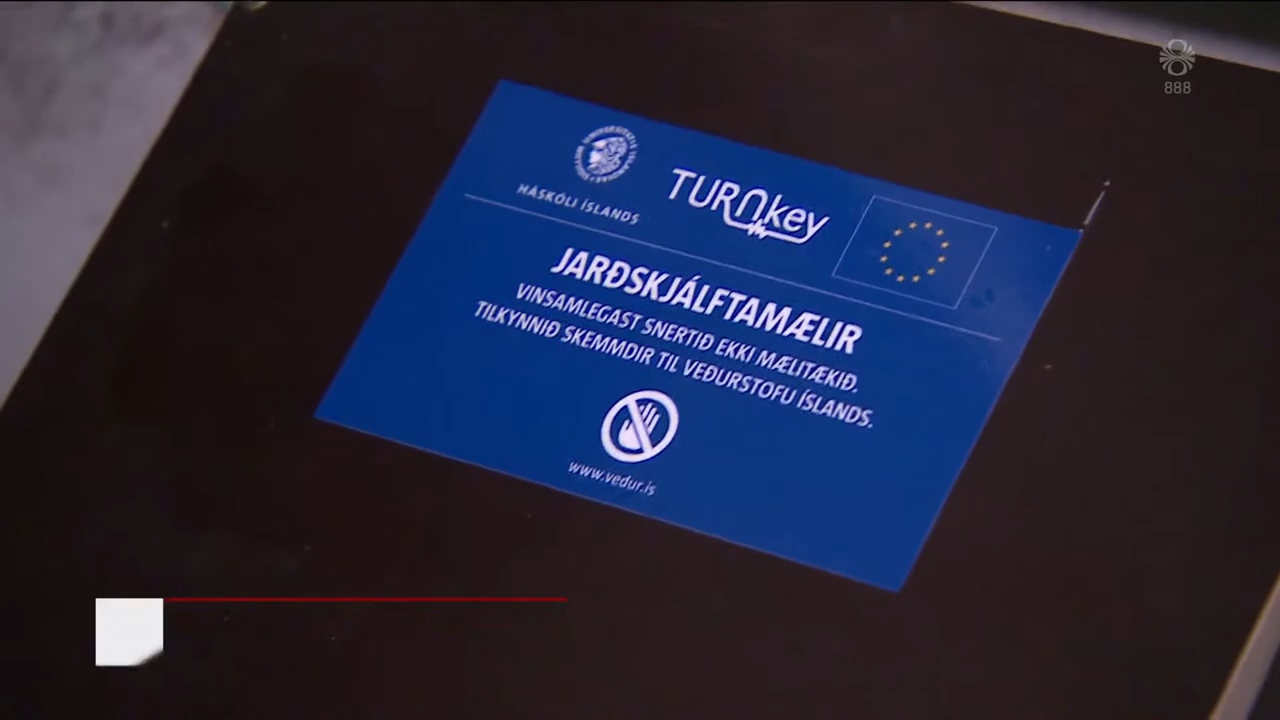 888
HÁSKÓLI ÍSLANDS
TURNkey
JARÐSKJÁLFTAMÆLIR
VINSAMLEGAST SNERTIÐ EKKI MÆLITÆKIÐ.
TILKYNNIÐ SKEMMDIR TIL VEÐURSTOFU ÍSLANDS.
www.vedur.is